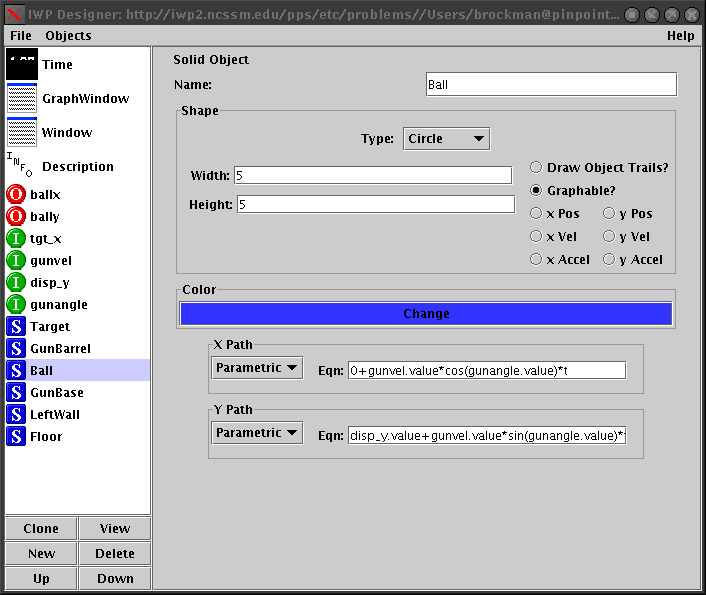 IWP Designer: http://iwp2.ncssm.edu/pps/etc/problems//Users/brockman@pinpoint...
File Objects Help
Time
GraphWindow
Window
INFO Description
O ballx
O bally
I tgt_x
I gunvel
I disp_y
I gunangle
S Target
S GunBarrel
S Ball
S GunBase
S LeftWall
S Floor
Clone View
New Delete
Up Down
Solid Object
Name: Ball
Shape
Type: Circle
Width: 5
Height: 5
Draw Object Trails?
Graphable?
x Pos y Pos
x Vel y Vel
x Accel y Accel
Color
Change
X Path
Parametric Eqn: 0+gunvel.value*cos(gunangle.value)*t
Y Path
Parametric Eqn: disp_y.value+gunvel.value*sin(gunangle.value)*